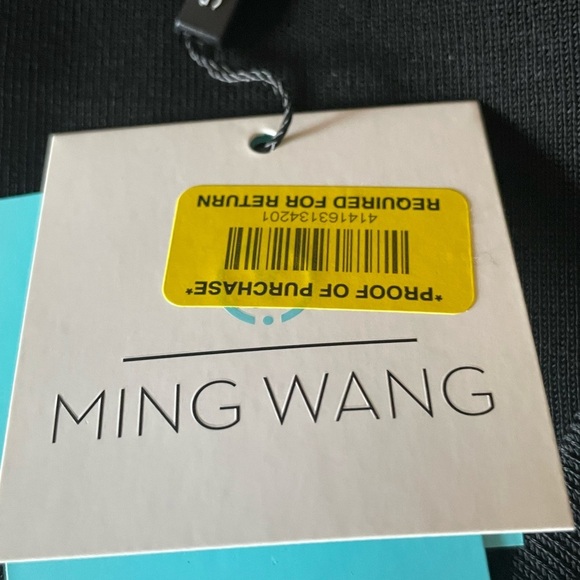 *PROOF OF PURCHASE*
414163134201
REQUIRED FOR RETURN
MING WANG